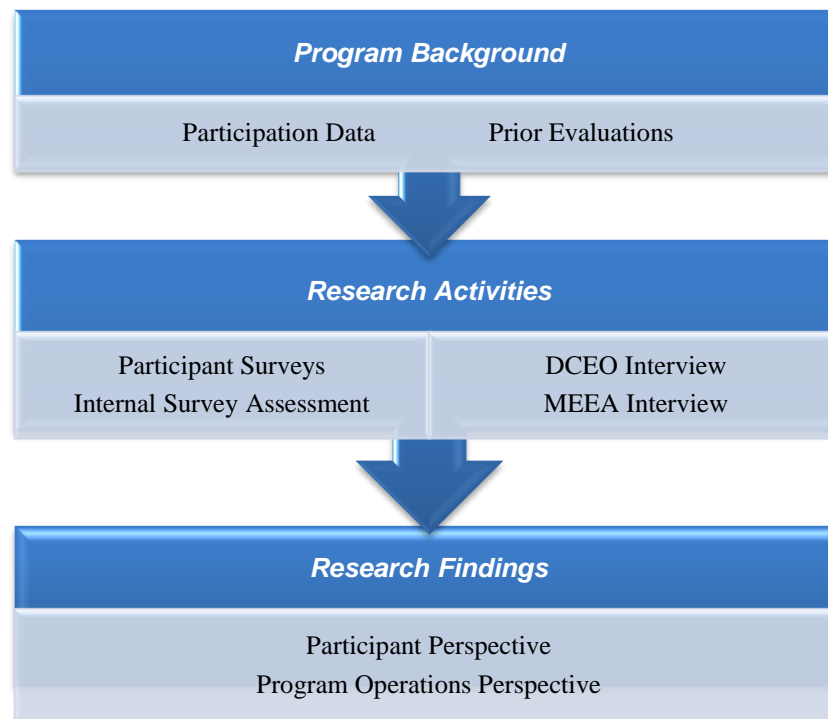 Program Background
Participation Data Prior Evaluations
Research Activities
Participant Surveys
Internal Survey Assessment
DCEO Interview
MEEA Interview
Research Findings
Participant Perspective
Program Operations Perspective